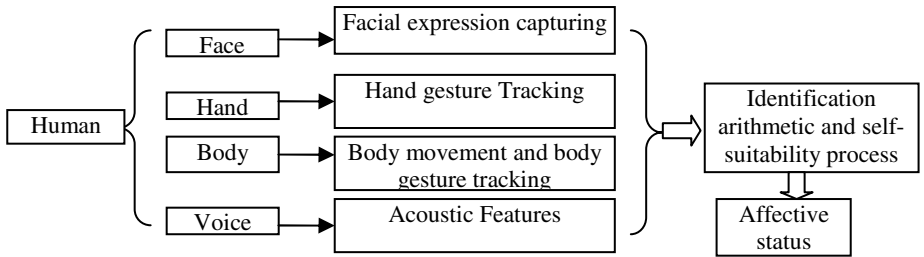 Human
Face
Facial expression capturing
Hand
Hand gesture Tracking
Body
Body movement and body
gesture tracking
Voice
Acoustic Features
Identification
arithmetic and self-
suitability process
Affective
status